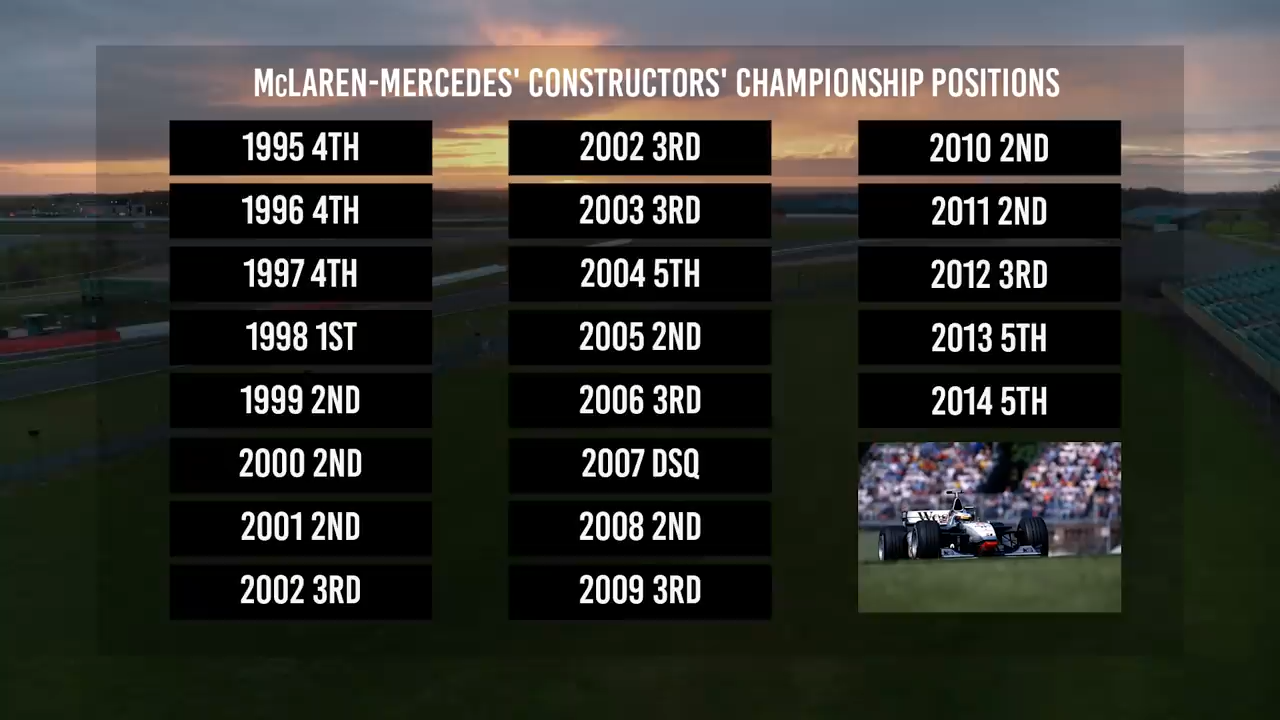 McLAREN-MERCEDES' CONSTRUCTORS' CHAMPIONSHIP POSITIONS
1995 4TH
1996 4TH
1997 4TH
1998 1ST
1999 2ND
2000 2ND
2001 2ND
2002 3RD
2002 3RD
2003 3RD
2004 5TH
2005 2ND
2006 3RD
2007 DSQ
2008 2ND
2009 3RD
2010 2ND
2011 2ND
2012 3RD
2013 5TH
2014 5TH